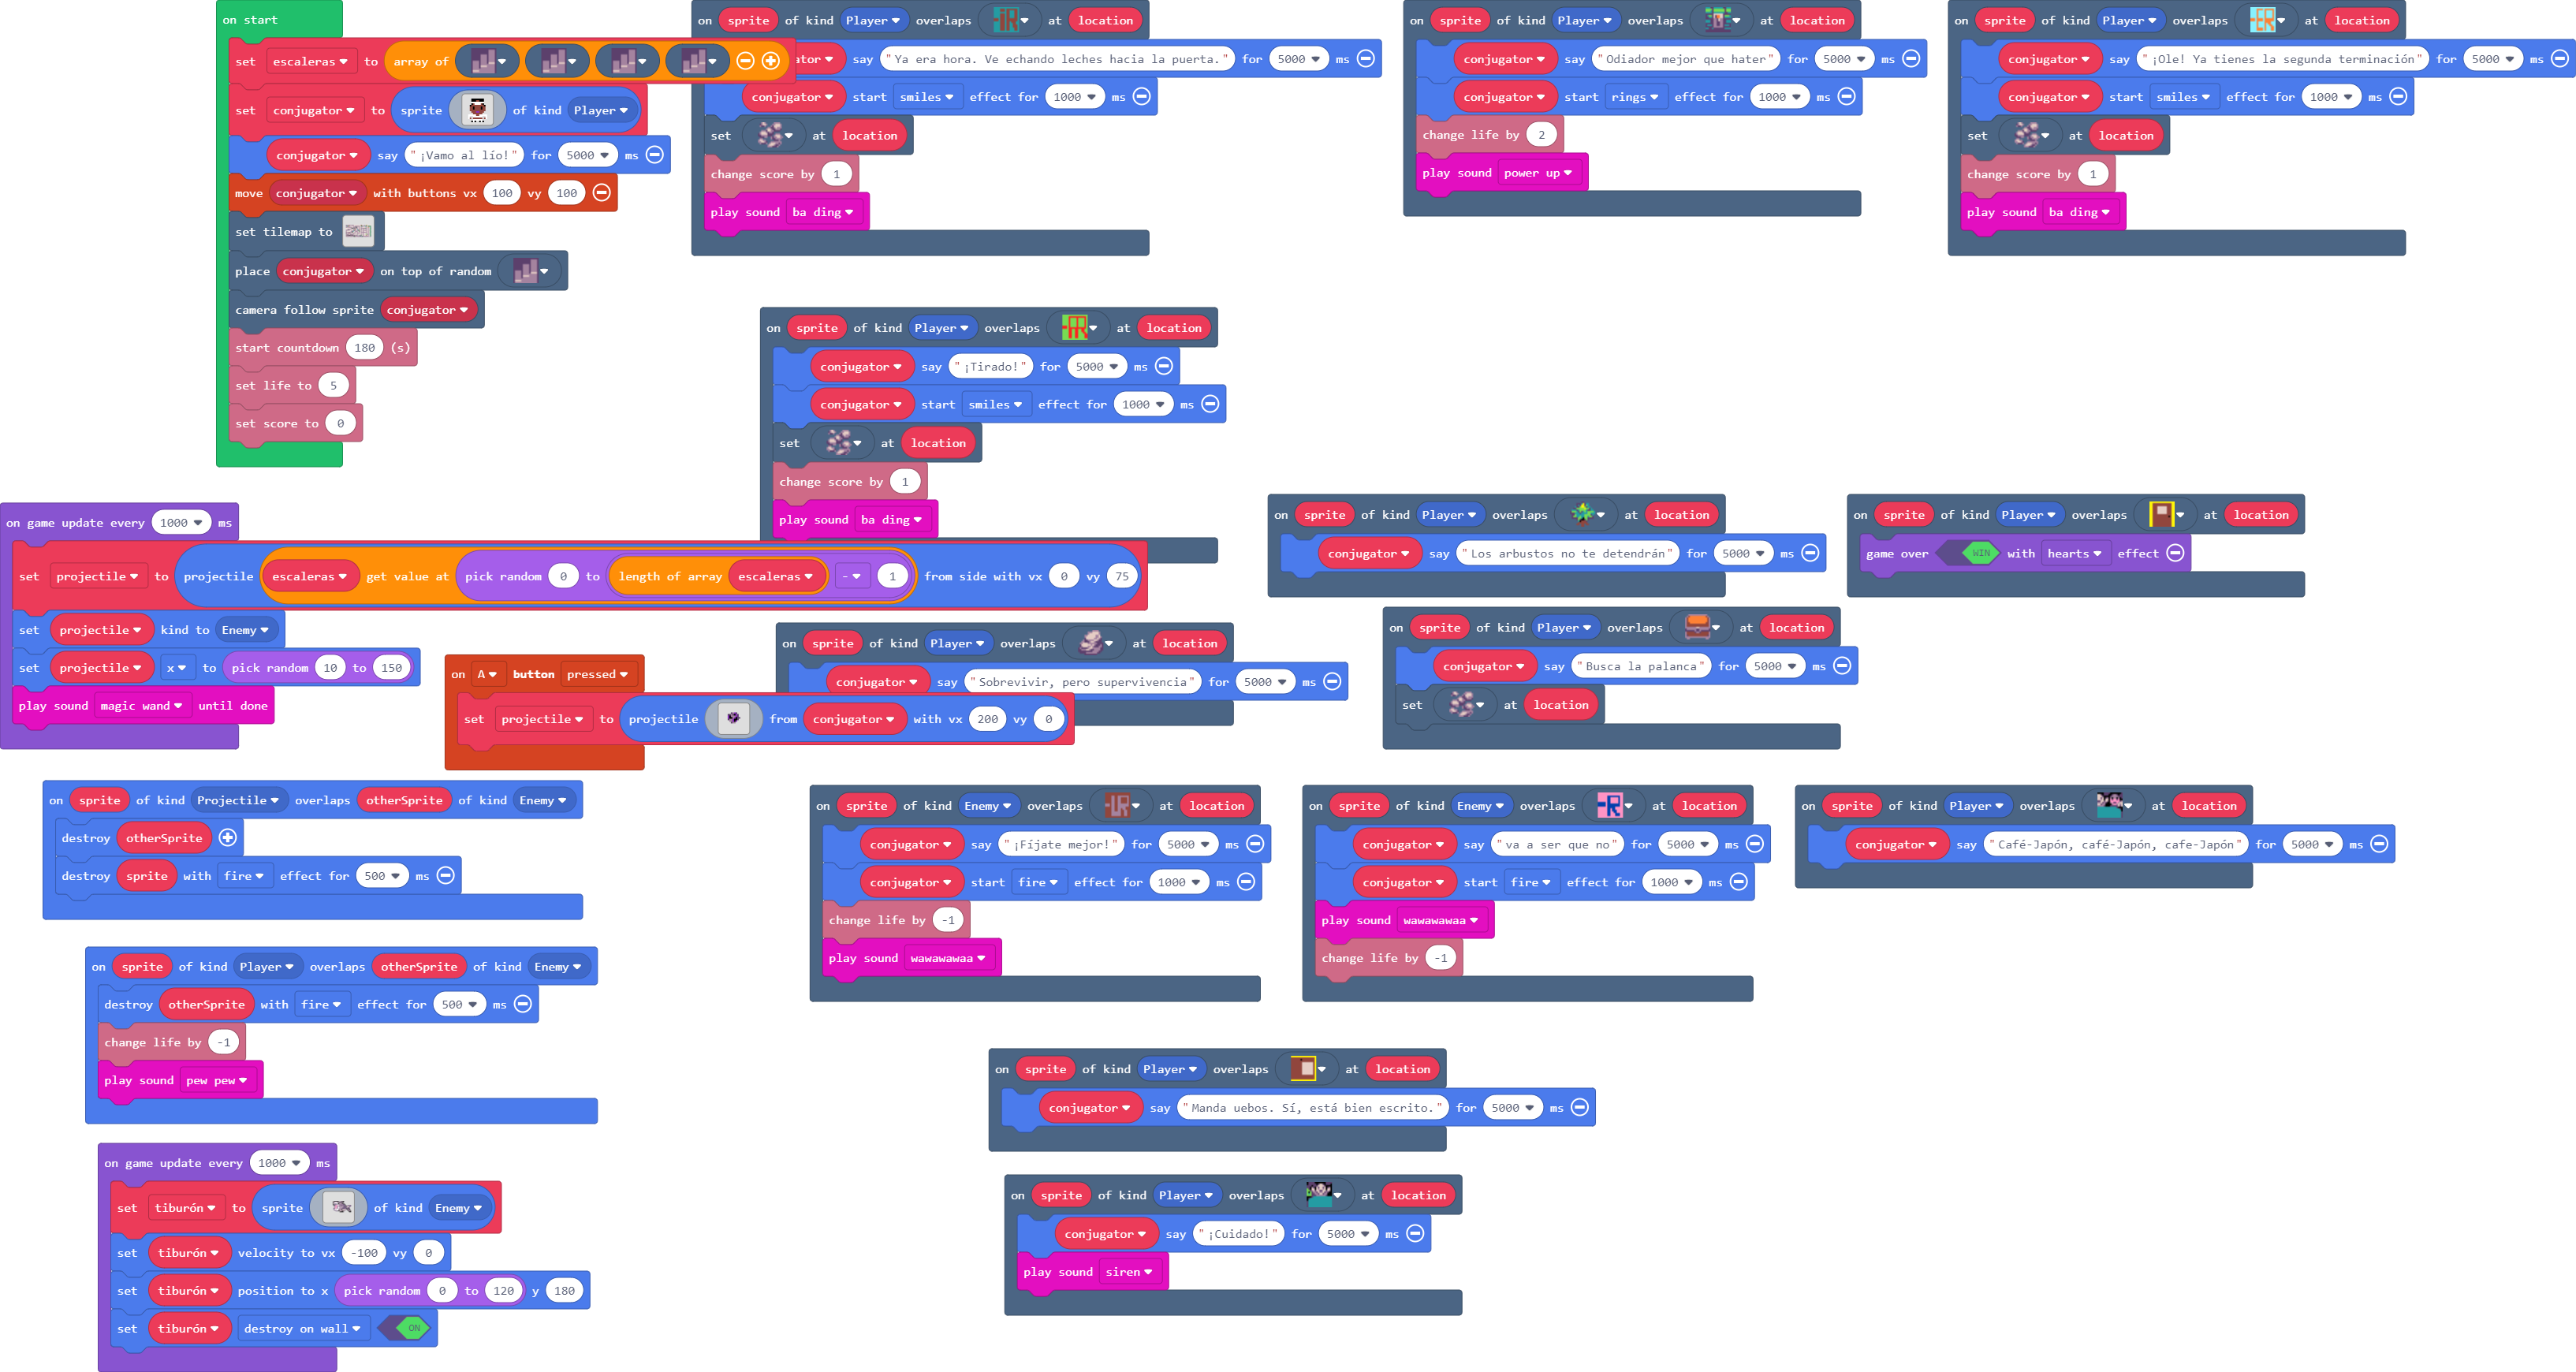 on start
set escaleras to array of
set conjugator to sprite of kind Player
conjugator say "¡Vamo al lío!" for 5000 ms
move conjugator with buttons vx 100 vy 100
set tilemap to
place conjugator on top of random
camera follow sprite conjugator
start countdown 180 (s)
set life to 5
set score to 0
on sprite of kind Player overlaps -iR at location
ator say "Ya era hora. Ve echando leches hacia la puerta." for 5000 ms
conjugator start smiles effect for 1000 ms
set at location
change score by 1
play sound ba ding
on sprite of kind Player overlaps at location
conjugator say "Odiador mejor que hater" for 5000 ms
conjugator start rings effect for 1000 ms
change life by 2
play sound power up
on sprite of kind Player overlaps -ER at location
conjugator say "¡Ole! Ya tienes la segunda terminación" for 5000 ms
conjugator start smiles effect for 1000 ms
set at location
change score by 1
play sound ba ding
on sprite of kind Player overlaps at location
conjugator say "¡Tirado!" for 5000 ms
conjugator start smiles effect for 1000 ms
set at location
change score by 1
play sound ba ding
on game update every 1000 ms
set projectile to projectile escaleras get value at pick random 0 to length of array escaleras - 1 from side with vx 0 vy 75
set projectile kind to Enemy
set projectile x to pick random 10 to 150
play sound magic wand until done
on A button pressed
set projectile to projectile from conjugator with vx 200 vy 0
on sprite of kind Player overlaps at location
conjugator say "Sobrevivir, pero supervivencia" for 5000 ms
on sprite of kind Player overlaps at location
conjugator say "Los arbustos no te detendrán" for 5000 ms
on sprite of kind Player overlaps at location
game over WIN with hearts effect
on sprite of kind Player overlaps at location
conjugator say "Busca la palanca" for 5000 ms
set at location
on sprite of kind Projectile overlaps otherSprite of kind Enemy
destroy otherSprite
destroy sprite with fire effect for 500 ms
on sprite of kind Enemy overlaps -UR at location
conjugator say "¡Fíjate mejor!" for 5000 ms
conjugator start fire effect for 1000 ms
change life by -1
play sound wawawawaa
on sprite of kind Enemy overlaps -R at location
conjugator say "va a ser que no" for 5000 ms
conjugator start fire effect for 1000 ms
play sound wawawawaa
change life by -1
on sprite of kind Player overlaps at location
conjugator say "Café-Japón, café-Japón, cafe-Japón" for 5000 ms
on sprite of kind Player overlaps otherSprite of kind Enemy
destroy otherSprite with fire effect for 500 ms
change life by -1
play sound pew pew
on sprite of kind Player overlaps at location
conjugator say "Manda uebos. Sí, está bien escrito." for 5000 ms
on game update every 1000 ms
set tiburón to sprite of kind Enemy
set tiburón velocity to vx -100 vy 0
set tiburón position to x pick random 0 to 120 y 180
set tiburón destroy on wall ON
on sprite of kind Player overlaps at location
conjugator say "¡Cuidado!" for 5000 ms
play sound siren